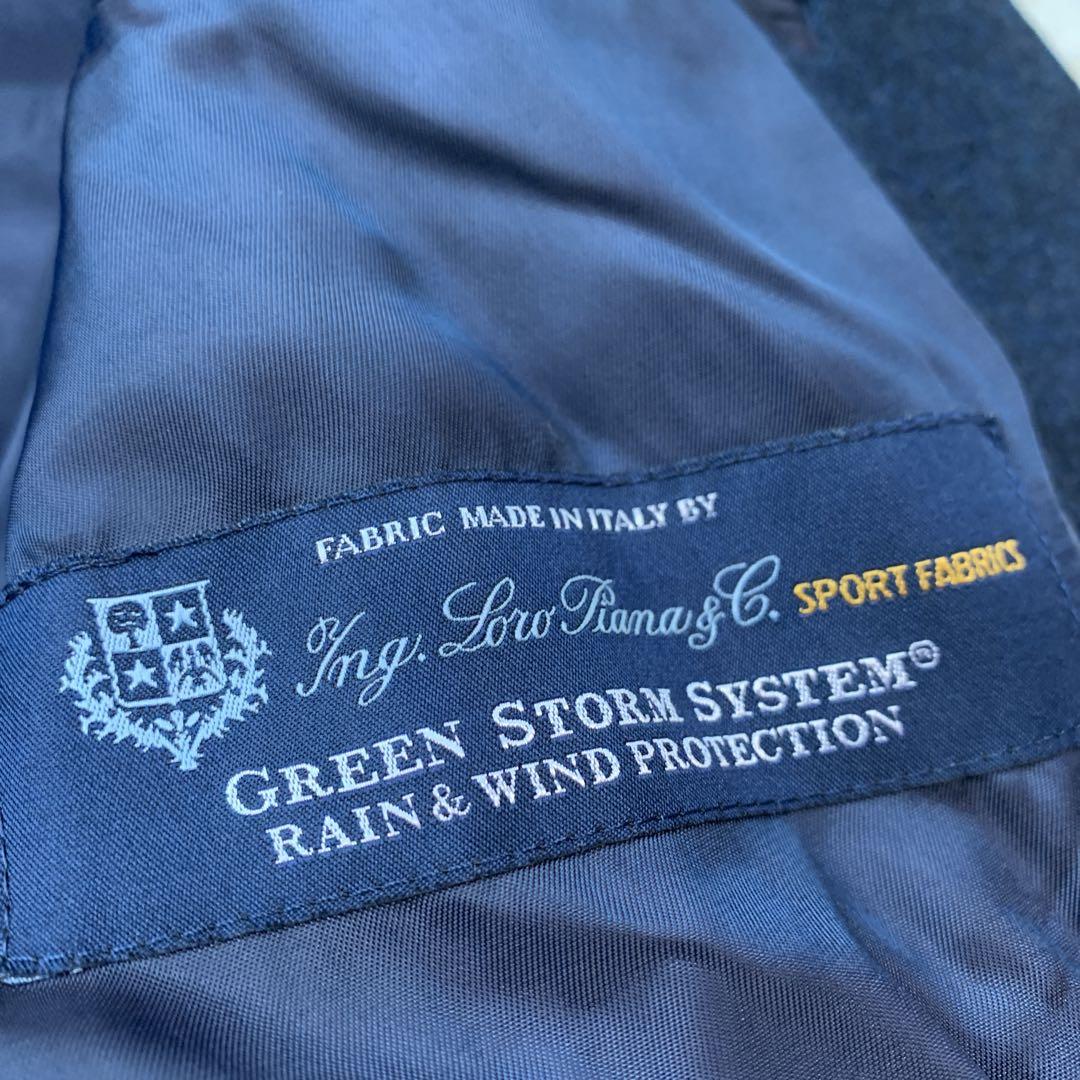 FABRIC MADE IN ITALY BY
Ing. Loro Piana & C. SPORT FABRICS
GREEN STORM SYSTEM®
RAIN & WIND PROTECTION